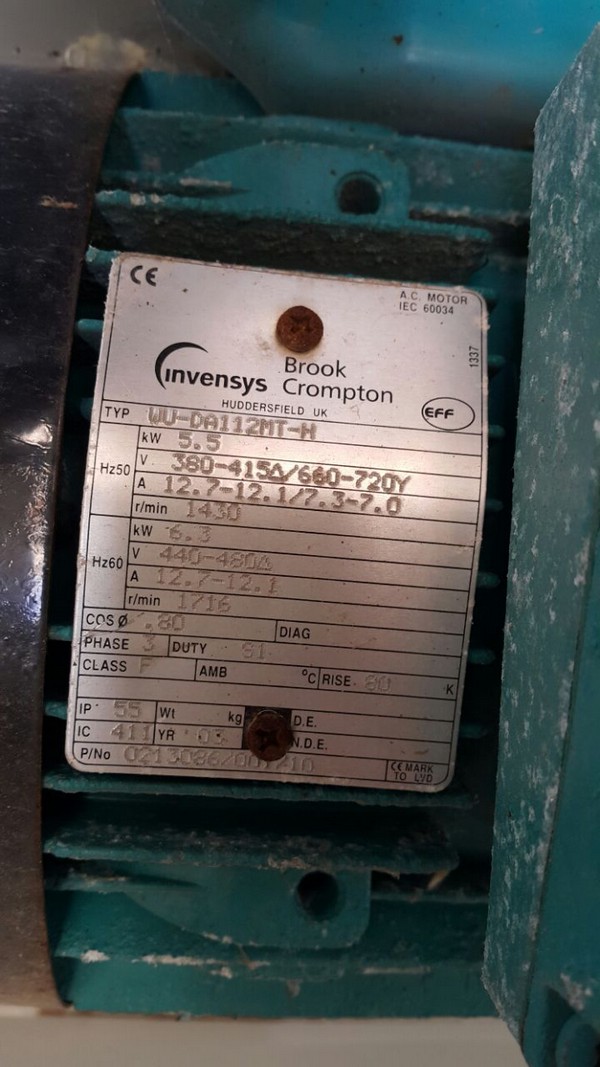 CE
A.C. MOTOR
IEC 60034
1337
invensys Brook Crompton
HUDDERSFIELD UK
EFF
TYP WU-DA112MT-H
Hz50
kW 5.5
V 380-415Δ/660-720Y
A 12.7-12.1/7.3-7.0
r/min 1430
Hz60
kW 6.3
V 440-480Δ
A 12.7-12.1
r/min 1716
COS Ø .80 DIAG
PHASE 3 DUTY S1
CLASS F AMB °C RISE 80 K
IP 55 Wt kg D.E.
IC 411 YR 03 N.D.E.
P/No
CE MARK
TO LVD